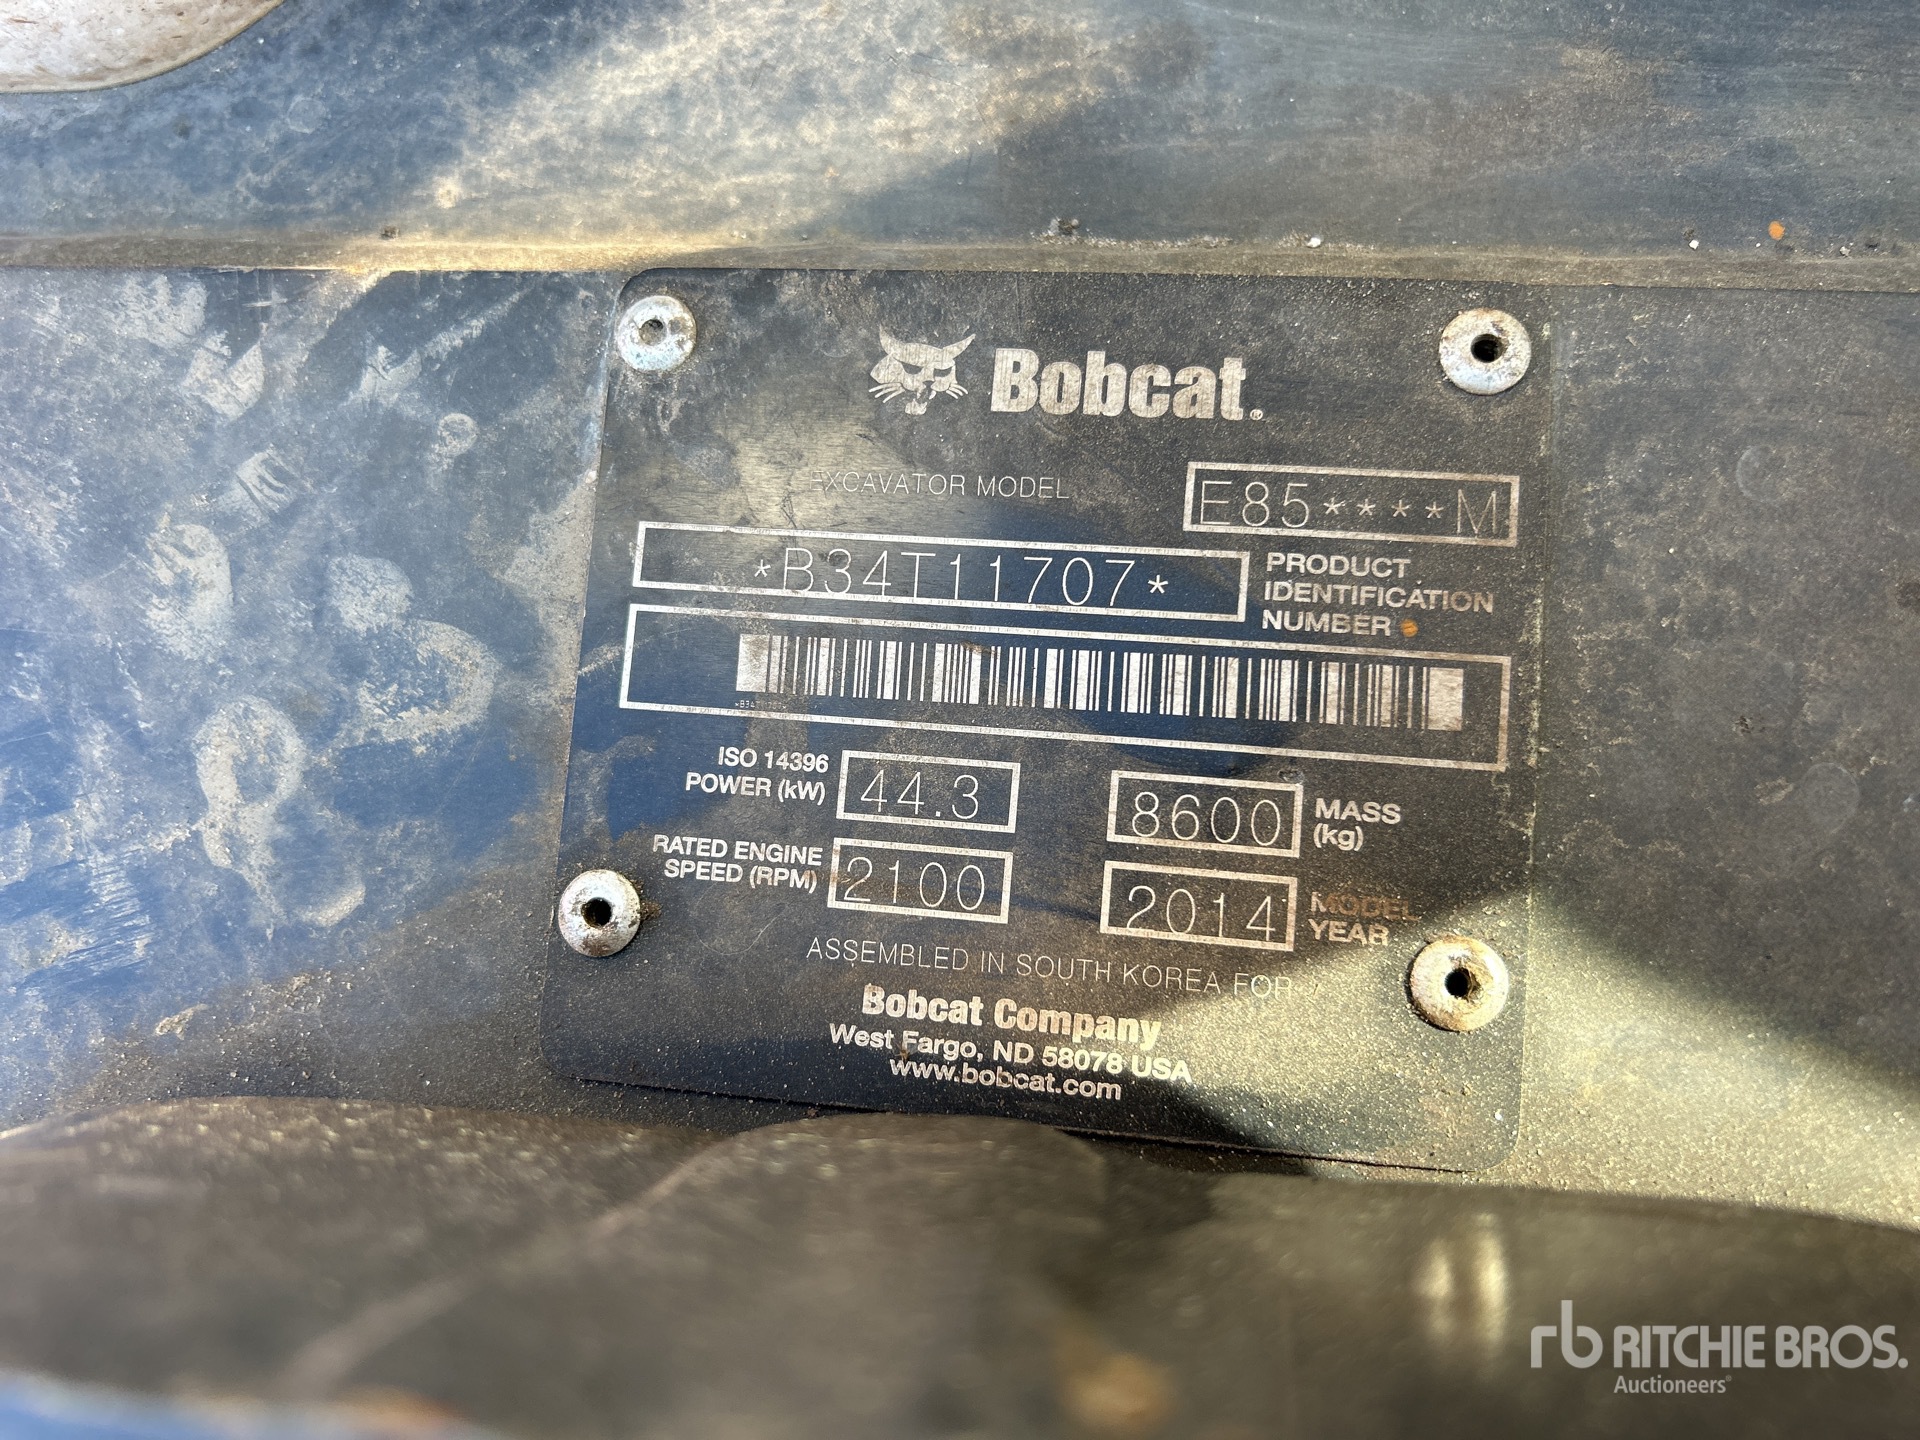 Bobcat®
EXCAVATOR MODEL
E85****M
*B34T11707*
PRODUCT
IDENTIFICATION
NUMBER
*B34T11707*
ISO 14396
POWER (kW)
44.3
8600
MASS
(kg)
RATED ENGINE
SPEED (RPM)
2100
2014
MODEL
YEAR
ASSEMBLED IN SOUTH KOREA FOR
Bobcat Company
West Fargo, ND 58078 USA
www.bobcat.com
rb RITCHIE BROS.
Auctioneers®